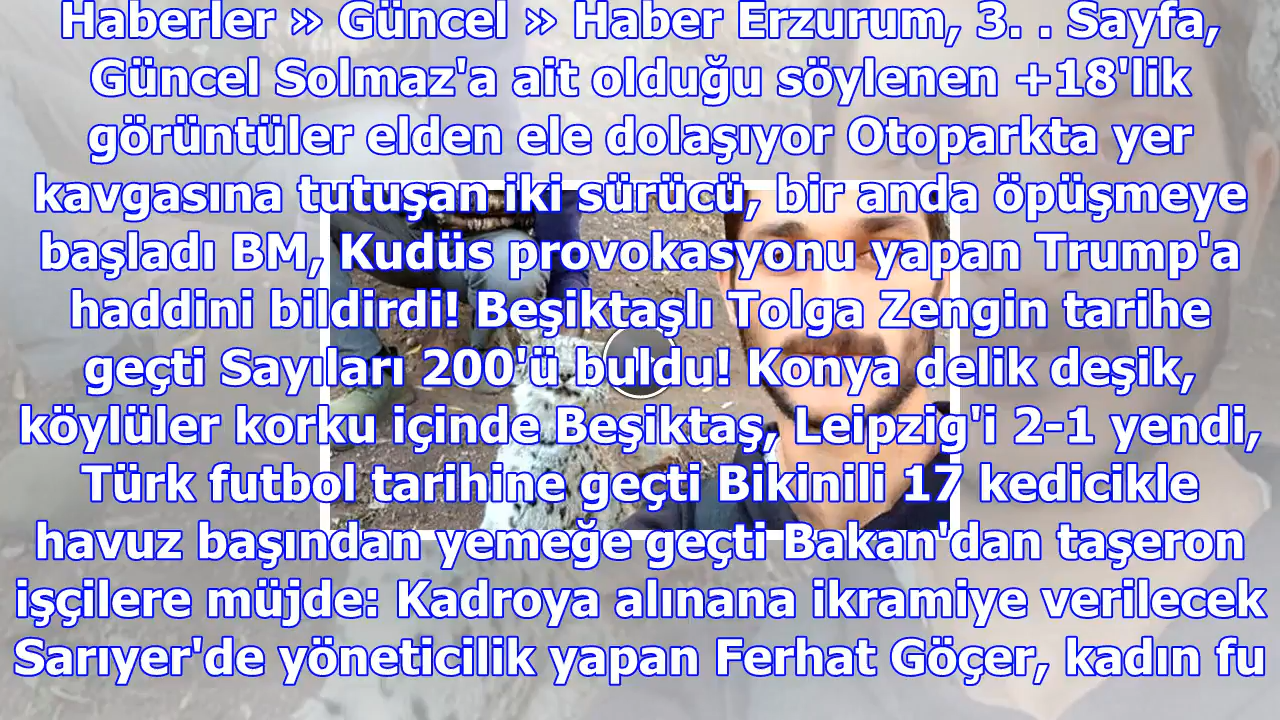 Haberler » Güncel » Haber Erzurum, 3. . Sayfa,
Güncel Solmaz'a ait olduğu söylenen +18'lik
görüntüler elden ele dolaşıyor Otoparkta yer
kavgasına tutuşan iki sürücü, bir anda öpüşmeye
başladı BM, Kudüs provokasyonu yapan Trump'a
haddini bildirdi! Beşiktaşlı Tolga Zengin tarihe
geçti Sayıları 200'ü buldu! Konya delik deşik,
köylüler korku içinde Beşiktaş, Leipzig'i 2-1 yendi,
Türk futbol tarihine geçti Bikinili 17 kedicikle
havuz başından yemeğe geçti Bakan'dan taşeron
işçilere müjde: Kadroya alınana ikramiye verilecek
Sarıyer'de yöneticilik yapan Ferhat Göçer, kadın fu